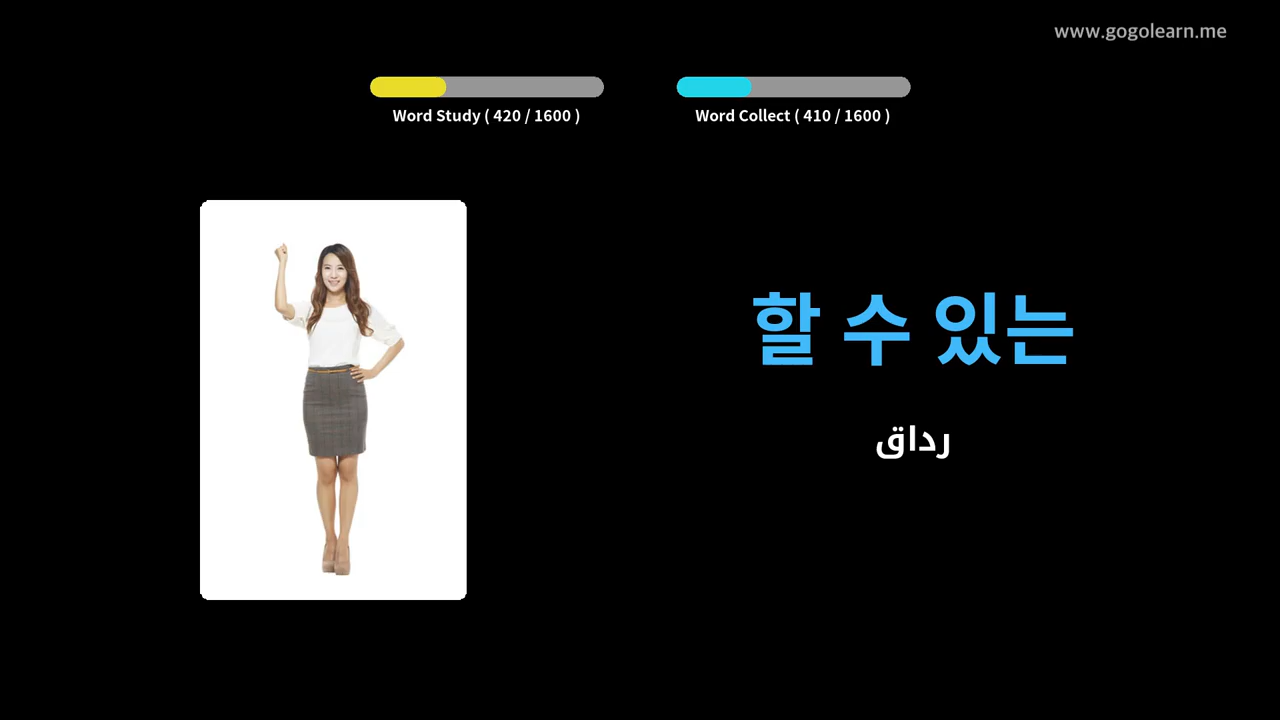 www.gogolearn.me
Word Study ( 420 / 1600 )
Word Collect ( 410 / 1600 )
할 수 있는
رداق